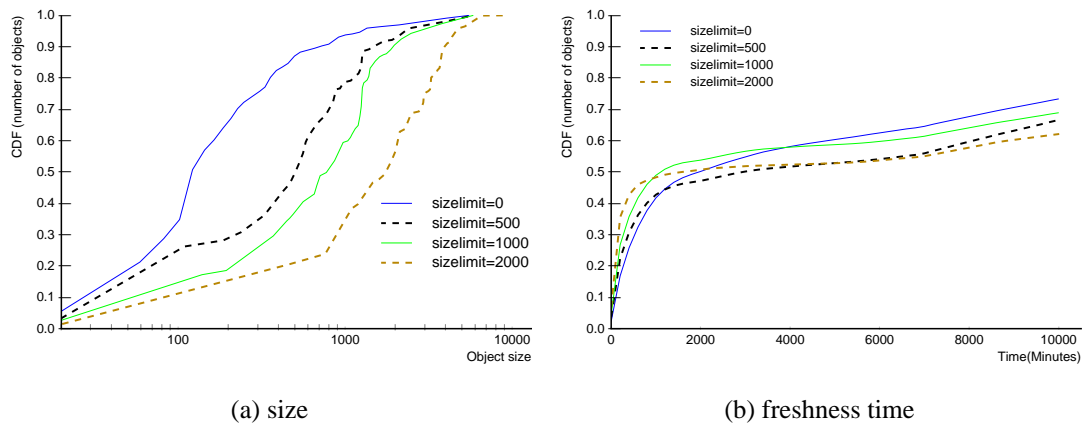 1.0
0.9
0.8
0.7
0.6
0.5
0.4
0.3
0.2
0.1
0.0
CDF (number of objects)
100
1000
10000
Object size
sizelimit=0
sizelimit=500
sizelimit=1000
sizelimit=2000
(a) size
1.0
0.9
0.8
0.7
0.6
0.5
0.4
0.3
0.2
0.1
0.0
CDF (number of objects)
0
2000
4000
6000
8000
10000
Time(Minutes)
sizelimit=0
sizelimit=500
sizelimit=1000
sizelimit=2000
(b) freshness time